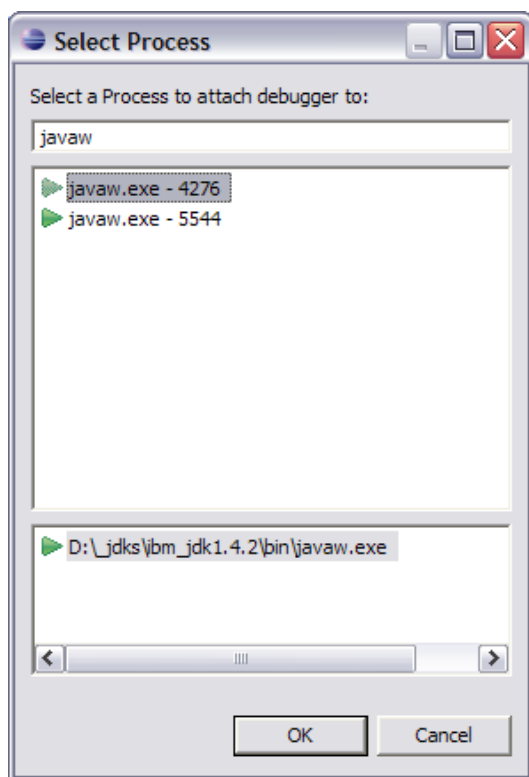 Select Process
Select a Process to attach debugger to:
javaw
javaw.exe - 4276
javaw.exe - 5544
D:\_jdks\ibm_jdk1.4.2\bin\javaw.exe
OK Cancel